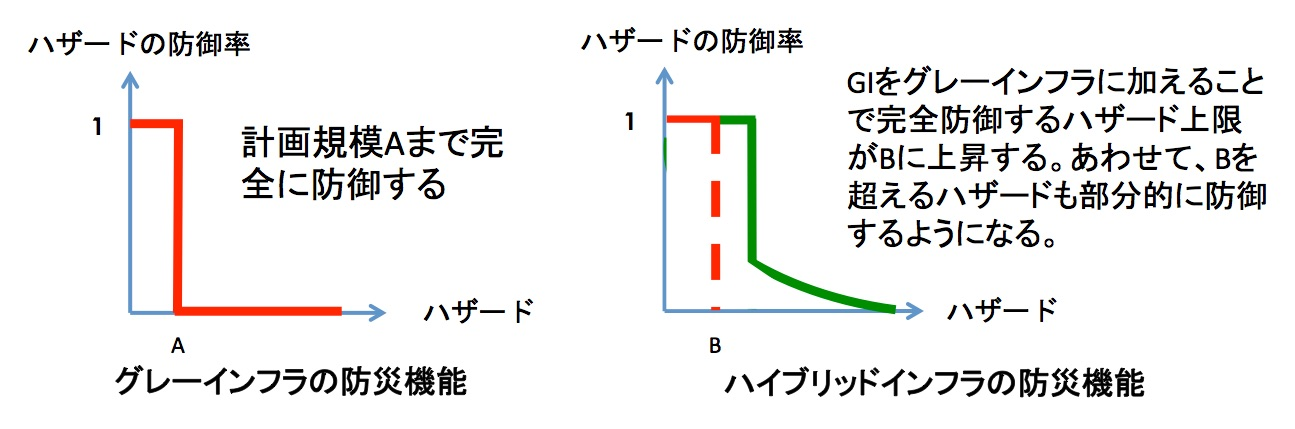 ハザードの防御率
1
計画規模Aまで完
全に防御する
ハザード
A
グレーインフラの防災機能
ハザードの防御率
1
GIをグレーインフラに加えること
で完全防御するハザード上限
がBに上昇する。あわせて、Bを
超えるハザードも部分的に防御
するようになる。
ハザード
B
ハイブリッドインフラの防災機能